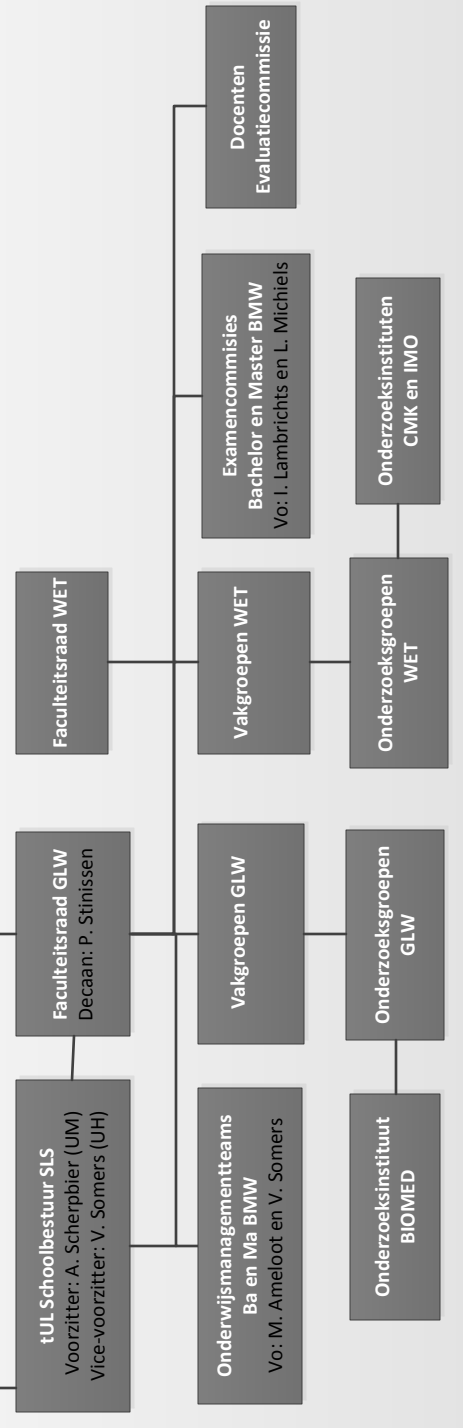 tUL Schoolbestuur SLS
Voorzitter: A. Scherpbier (UM)
Vice-voorzitter: V. Somers (UH)
Faculteitsraad GLW
Decaan: P. Stinissen
Faculteitsraad WET
Onderwijsmanagementteams
Ba en Ma BMW
Vo: M. Ameloot en V. Somers
Vakgroepen GLW
Vakgroepen WET
Examencommisies
Bachelor en Master BMW
Vo: I. Lambrichts en L. Michiels
Docenten
Evaluatiecommissie
Onderzoeksinstituut
BIOMED
Onderzoeksgroepen
GLW
Onderzoeksgroepen
WET
Onderzoeksinstituten
CMK en IMO